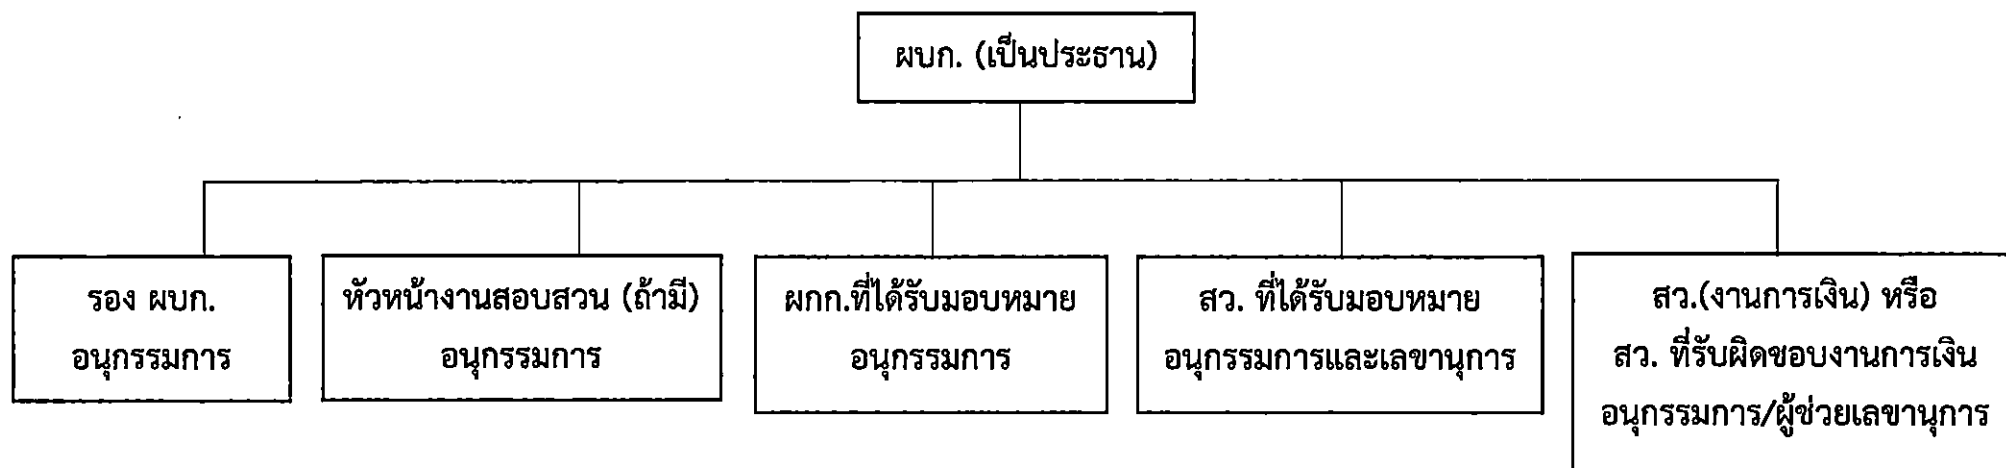 ผบก. (เป็นประธาน)
รอง ผบก.
อนุกรรมการ
หัวหน้างานสอบสวน (ถ้ามี)
อนุกรรมการ
ผกก.ที่ได้รับมอบหมาย
อนุกรรมการ
สว. ที่ได้รับมอบหมาย
อนุกรรมการและเลขานุการ
สว.(งานการเงิน) หรือ
สว. ที่รับผิดชอบงานการเงิน
อนุกรรมการ/ผู้ช่วยเลขานุการ